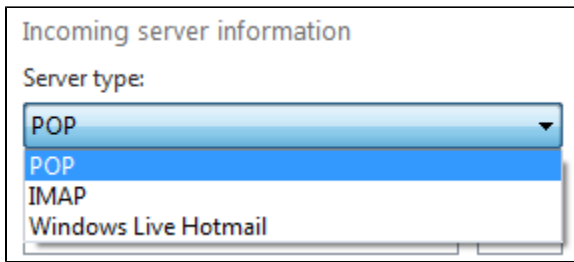 Incoming server information
Server type:
POP
POP
IMAP
Windows Live Hotmail